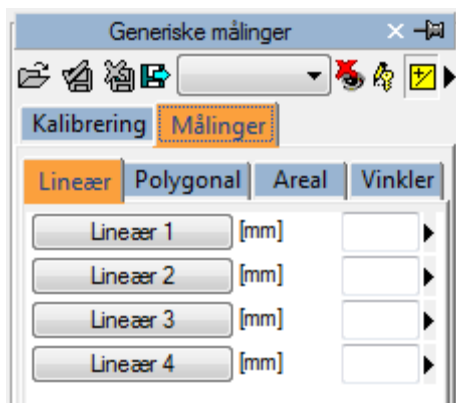 Generiske målinger
Kalibrering Målinger
Lineær Polygonal Areal Vinkler
Lineær 1 [mm]
Lineær 2 [mm]
Lineær 3 [mm]
Lineær 4 [mm]